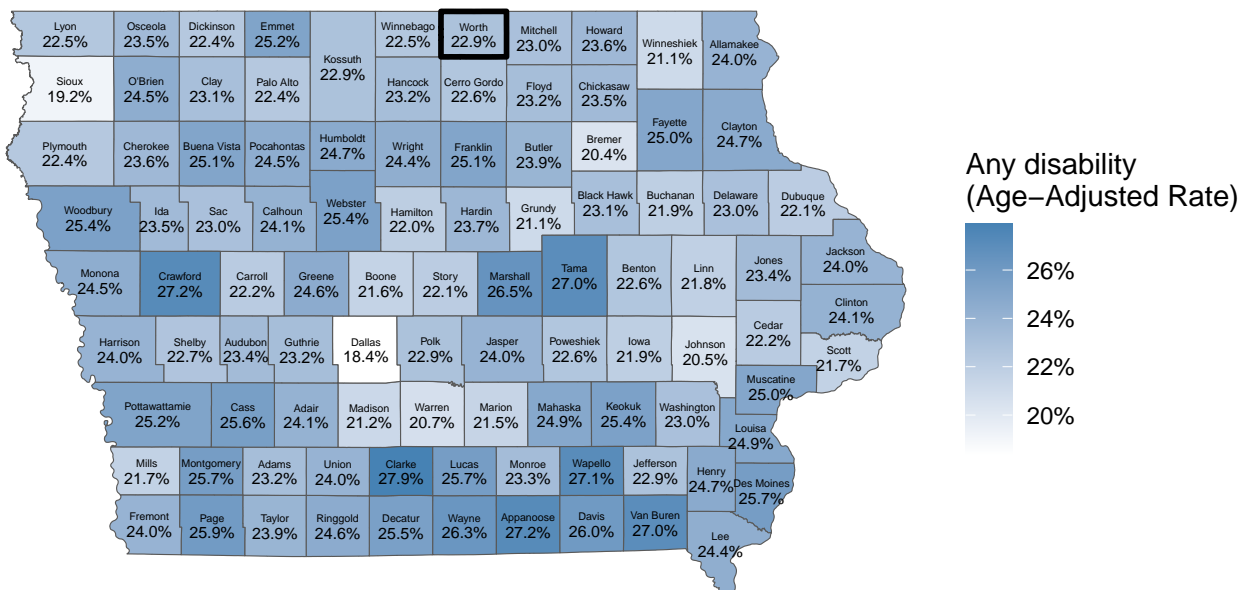 Lyon
22.5%
Osceola
23.5%
Dickinson
22.4%
Emmet
25.2%
Kossuth
22.9%
Winnebago
22.5%
Worth
22.9%
Mitchell
23.0%
Howard
23.6%
Winneshiek
21.1%
Allamakee
24.0%
Sioux
19.2%
O'Brien
24.5%
Clay
23.1%
Palo Alto
22.4%
Hancock
23.2%
Cerro Gordo
22.6%
Floyd
23.2%
Chickasaw
23.5%
Fayette
25.0%
Clayton
24.7%
Plymouth
22.4%
Cherokee
23.6%
Buena Vista
25.1%
Pocahontas
24.5%
Humboldt
24.7%
Wright
24.4%
Franklin
25.1%
Butler
23.9%
Bremer
20.4%
Woodbury
25.4%
Ida
23.5%
Sac
23.0%
Calhoun
24.1%
Webster
25.4%
Hamilton
22.0%
Hardin
23.7%
Grundy
21.1%
Black Hawk
23.1%
Buchanan
21.9%
Delaware
23.0%
Dubuque
22.1%
Monona
24.5%
Crawford
27.2%
Carroll
22.2%
Greene
24.6%
Boone
21.6%
Story
22.1%
Marshall
26.5%
Tama
27.0%
Benton
22.6%
Linn
21.8%
Jones
23.4%
Jackson
24.0%
Clinton
24.1%
Harrison
24.0%
Shelby
22.7%
Audubon
23.4%
Guthrie
23.2%
Dallas
18.4%
Polk
22.9%
Jasper
24.0%
Poweshiek
22.6%
Iowa
21.9%
Johnson
20.5%
Cedar
22.2%
Scott
21.7%
Muscatine
25.0%
Pottawattamie
25.2%
Cass
25.6%
Adair
24.1%
Madison
21.2%
Warren
20.7%
Marion
21.5%
Mahaska
24.9%
Keokuk
25.4%
Washington
23.0%
Louisa
24.9%
Mills
21.7%
Montgomery
25.7%
Adams
23.2%
Union
24.0%
Clarke
27.9%
Lucas
25.7%
Monroe
23.3%
Wapello
27.1%
Jefferson
22.9%
Henry
24.7%
Des Moines
25.7%
Fremont
24.0%
Page
25.9%
Taylor
23.9%
Ringgold
24.6%
Decatur
25.5%
Wayne
26.3%
Appanoose
27.2%
Davis
26.0%
Van Buren
27.0%
Lee
24.4%
Any disability
(Age−Adjusted Rate)
26%
24%
22%
20%